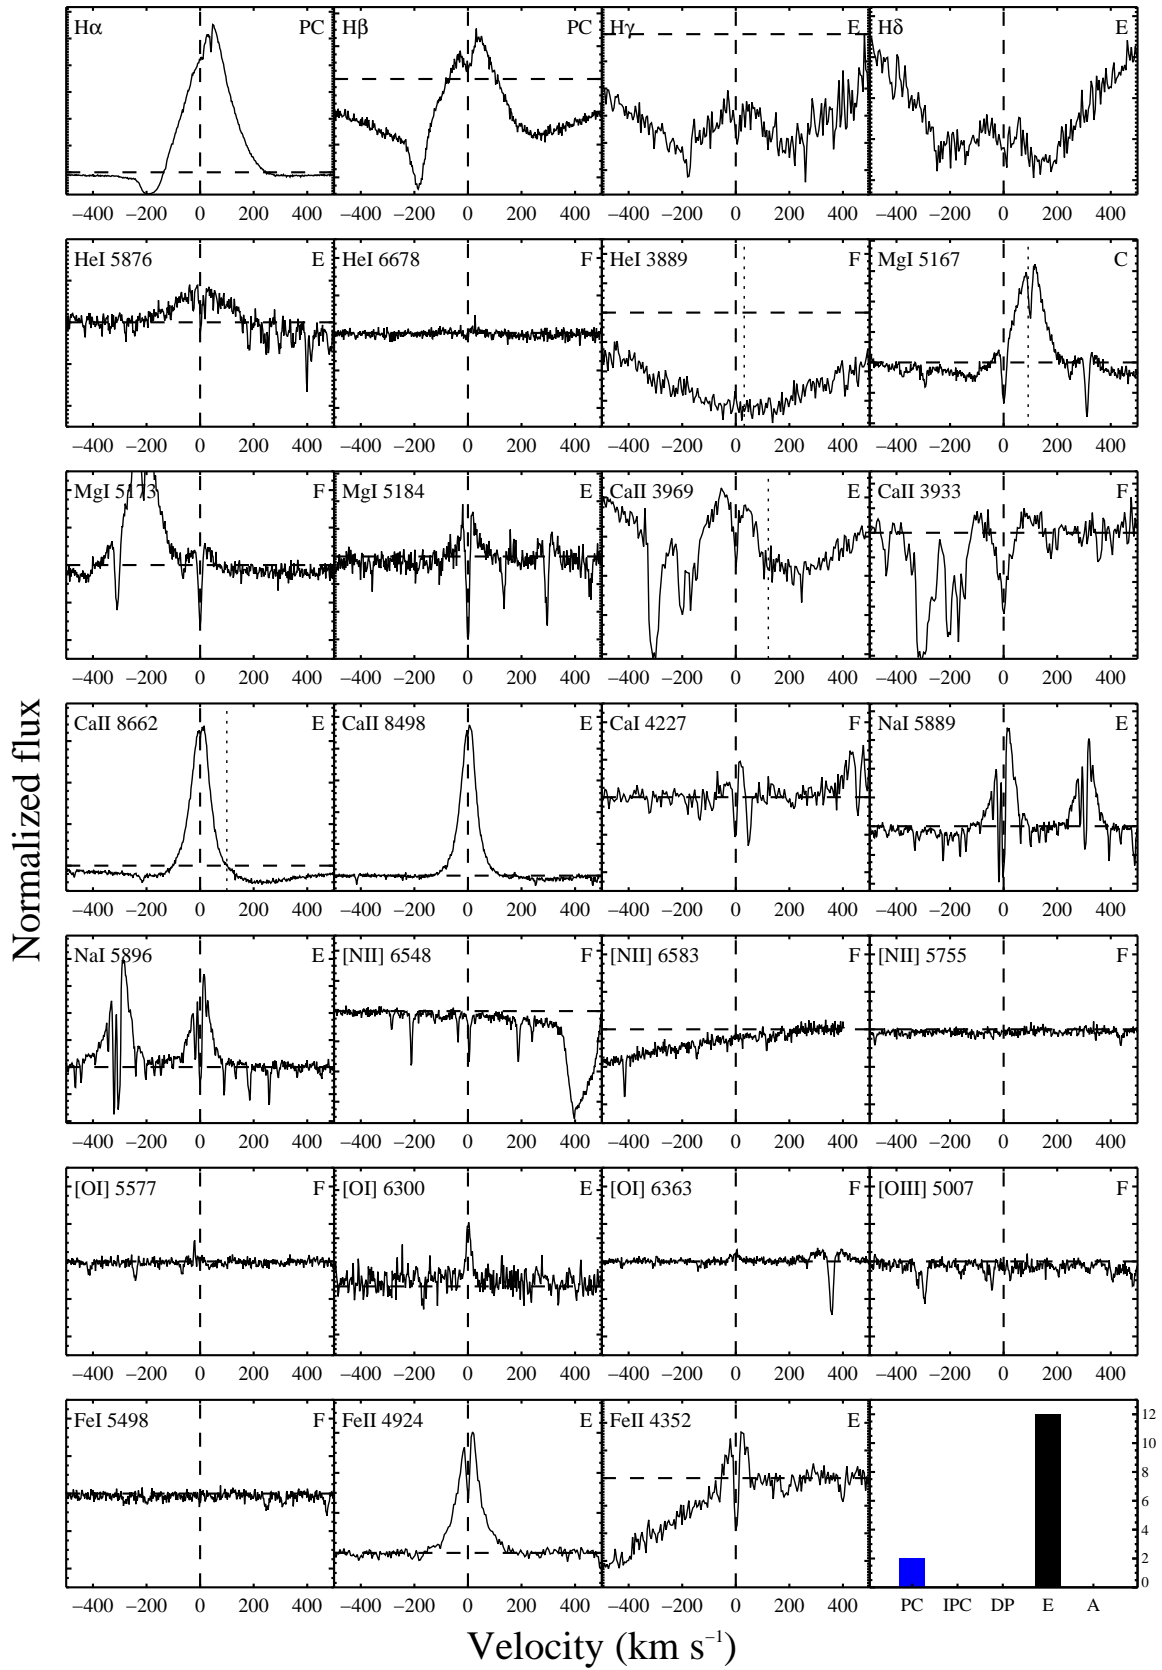 Hα PC
Hβ PC
Hγ E
Hδ E
−400 −200 0 200 400
−400 −200 0 200 400
−400 −200 0 200 400
−400 −200 0 200 400
HeI 5876 E
HeI 6678 F
HeI 3889 F
MgI 5167 C
−400 −200 0 200 400
−400 −200 0 200 400
−400 −200 0 200 400
−400 −200 0 200 400
MgI 5173 F
MgI 5184 E
CaII 3969 E
CaII 3933 F
−400 −200 0 200 400
−400 −200 0 200 400
−400 −200 0 200 400
−400 −200 0 200 400
CaII 8662 E
CaII 8498 E
CaI 4227 F
NaI 5889 E
−400 −200 0 200 400
−400 −200 0 200 400
−400 −200 0 200 400
−400 −200 0 200 400
NaI 5896 E
[NII] 6548 F
[NII] 6583 F
[NII] 5755 F
−400 −200 0 200 400
−400 −200 0 200 400
−400 −200 0 200 400
−400 −200 0 200 400
[OI] 5577 F
[OI] 6300 E
[OI] 6363 F
[OIII] 5007 F
−400 −200 0 200 400
−400 −200 0 200 400
−400 −200 0 200 400
−400 −200 0 200 400
FeI 5498 F
FeII 4924 E
FeII 4352 E
12
10
8
6
4
2
0
−400 −200 0 200 400
−400 −200 0 200 400
−400 −200 0 200 400
PC IPC DP E A
Normalized flux
Velocity (km s⁻¹)